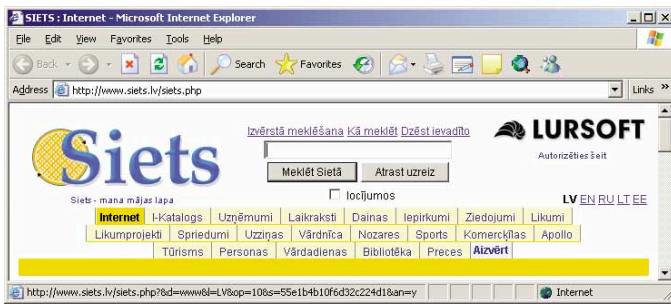 SIETS : Internet - Microsoft Internet Explorer
File Edit View Favorites Tools Help
Back Search Favorites
Address http://www.siets.lv/siets.php Links »
Izvērstā meklēšana Kā meklēt Dzēst ievadīto
LURSOFT
Siets
Meklēt Sietā Atrast uzreiz
Autorizēties šeit
locījumos
Siets - mana mājas lapa
LV EN RU LT EE
Internet I-Katalogs Uzņēmumi Laikraksti Dainas Iepirkumi Ziedojumi Likumi
Likumprojekti Spriedumi Uzziņas Vārdnīca Nozares Sports Komercķīlas Apollo
Tūrisms Personas Vārdadienas Bibliotēka Preces Aizvērt
http://www.siets.lv/siets.php?&d=www&l=LV&op=10&s=55e1b4b10f6d32c224d1&an=y Internet